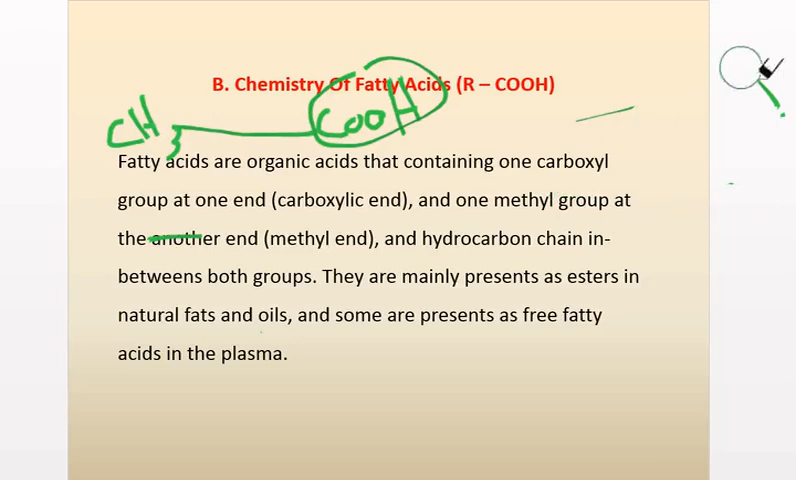 B. Chemistry Of Fatty Acids (R – COOH)
CH3 COOH
Fatty acids are organic acids that containing one carboxyl
group at one end (carboxylic end), and one methyl group at
the another end (methyl end), and hydrocarbon chain in-
betweens both groups. They are mainly presents as esters in
natural fats and oils, and some are presents as free fatty
acids in the plasma.